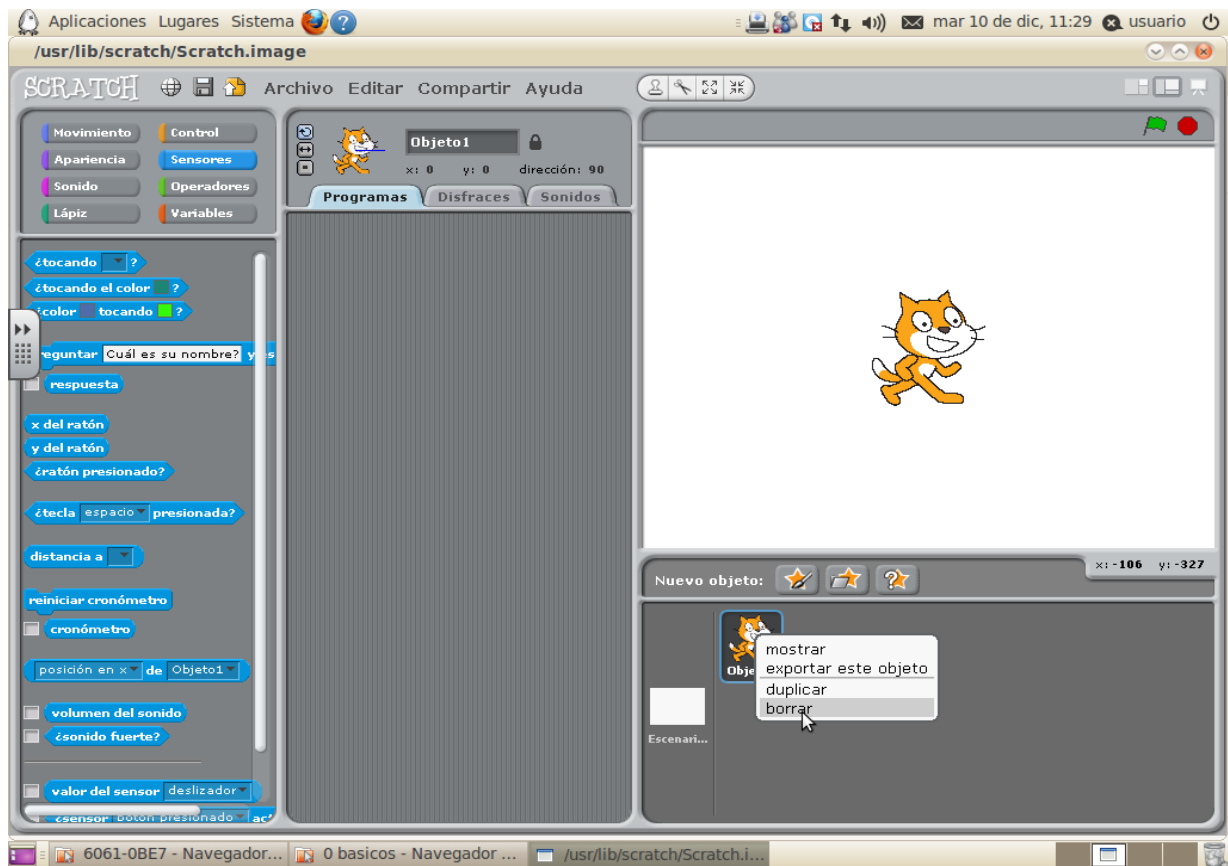 Aplicaciones Lugares Sistema
mar 10 de dic, 11:29 usuario
/usr/lib/scratch/Scratch.image
SCRATCH
Archivo Editar Compartir Ayuda
Movimiento Control
Apariencia Sensores
Sonido Operadores
Lápiz Variables
Objeto1
x: 0 y: 0 dirección: 90
Programas Disfraces Sonidos
¿tocando ?
¿tocando el color ?
¿color tocando ?
preguntar Cuál es su nombre? y es
respuesta
x del ratón
y del ratón
¿ratón presionado?
¿tecla espacio presionada?
distancia a
reiniciar cronómetro
cronómetro
posición en x de Objeto1
volumen del sonido
¿sonido fuerte?
valor del sensor deslizador
¿sensor botón presionado ac
x: -106 y: -327
Nuevo objeto:
Obje
mostrar
exportar este objeto
duplicar
borrar
Escenari...
6061-0BE7 - Navegador... 0 basicos - Navegador ... /usr/lib/scratch/Scratch.i...